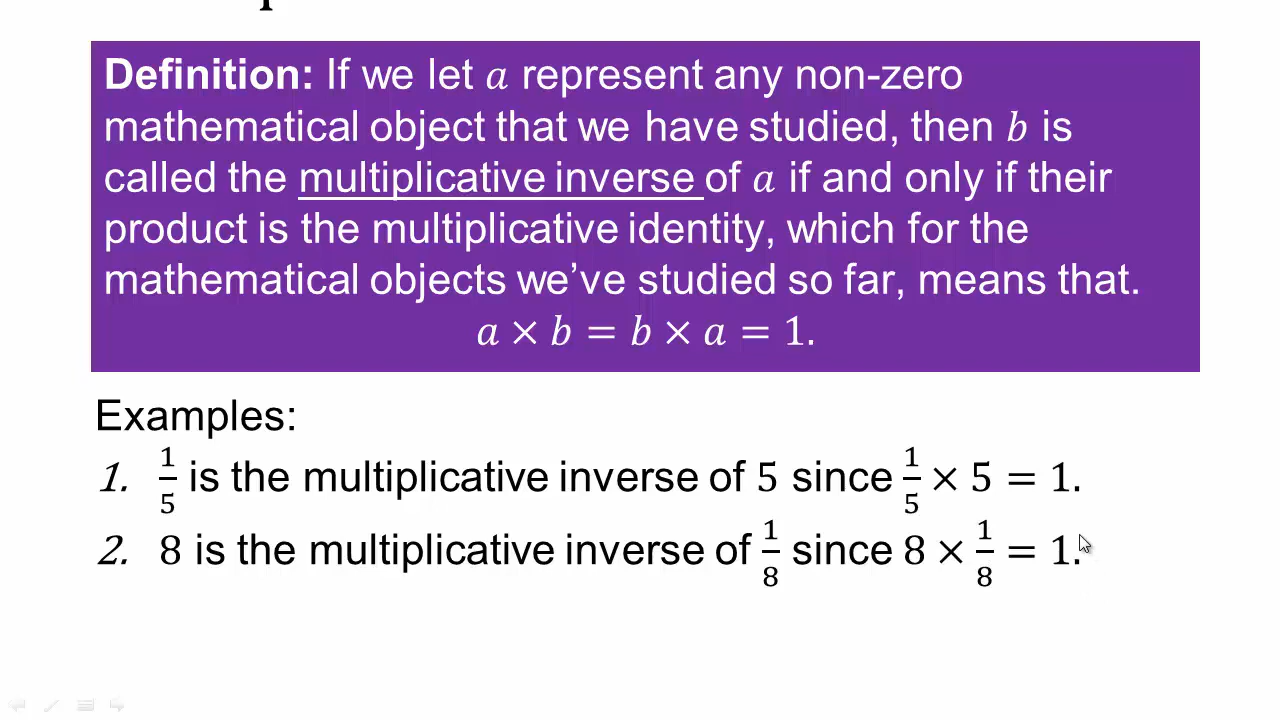 Definition: If we let 𝑎 represent any non-zero
mathematical object that we have studied, then 𝑏 is
called the multiplicative inverse of 𝑎 if and only if their
product is the multiplicative identity, which for the
mathematical objects we’ve studied so far, means that.
𝑎 × 𝑏 = 𝑏 × 𝑎 = 1.
Examples:
1. 1/5 is the multiplicative inverse of 5 since 1/5 × 5 = 1.
2. 8 is the multiplicative inverse of 1/8 since 8 × 1/8 = 1.